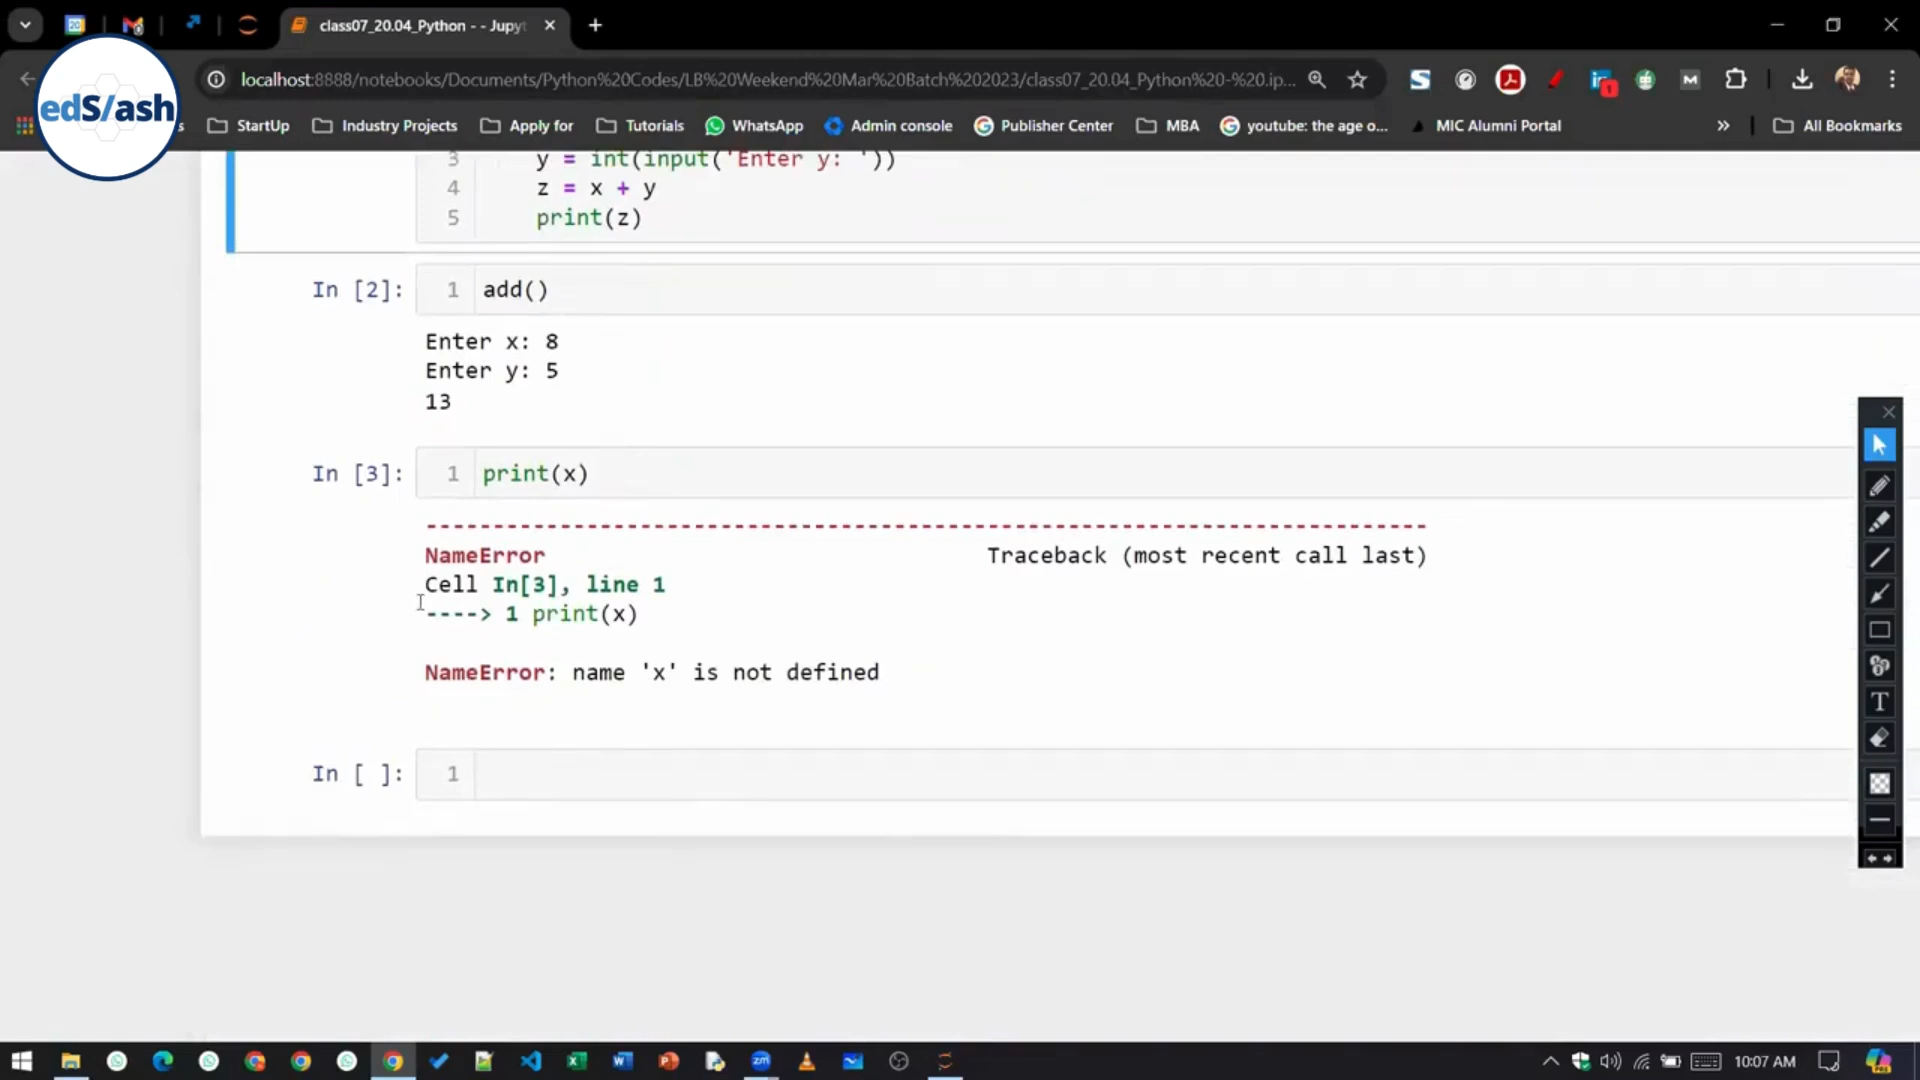 class07_20.04_Python - - Jupyt
localhost:8888/notebooks/Documents/Python%20Codes/LB%20Weekend%20Mar%20Batch%202023/class07_20.04_Python%20-%20.ip...
edS/ash
StartUp
Industry Projects
Apply for
Tutorials
WhatsApp
Admin console
Publisher Center
MBA
youtube: the age o...
MIC Alumni Portal
»
All Bookmarks
3 y = int(input('Enter y: '))
4 z = x + y
5 print(z)
In [2]: 1 add()
Enter x: 8
Enter y: 5
13
In [3]: 1 print(x)
---------------------------------------------------------------------------
NameError Traceback (most recent call last)
Cell In[3], line 1
----> 1 print(x)
NameError: name 'x' is not defined
In [ ]: 1
10:07 AM